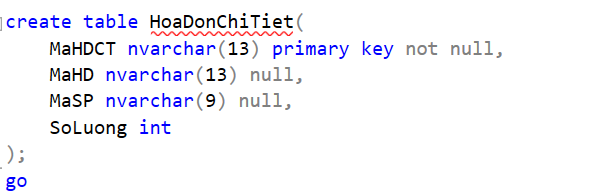 create table HoaDonChiTiet(
    MaHDCT nvarchar(13) primary key not null,
    MaHD nvarchar(13) null,
    MaSP nvarchar(9) null,
    SoLuong int
);
go